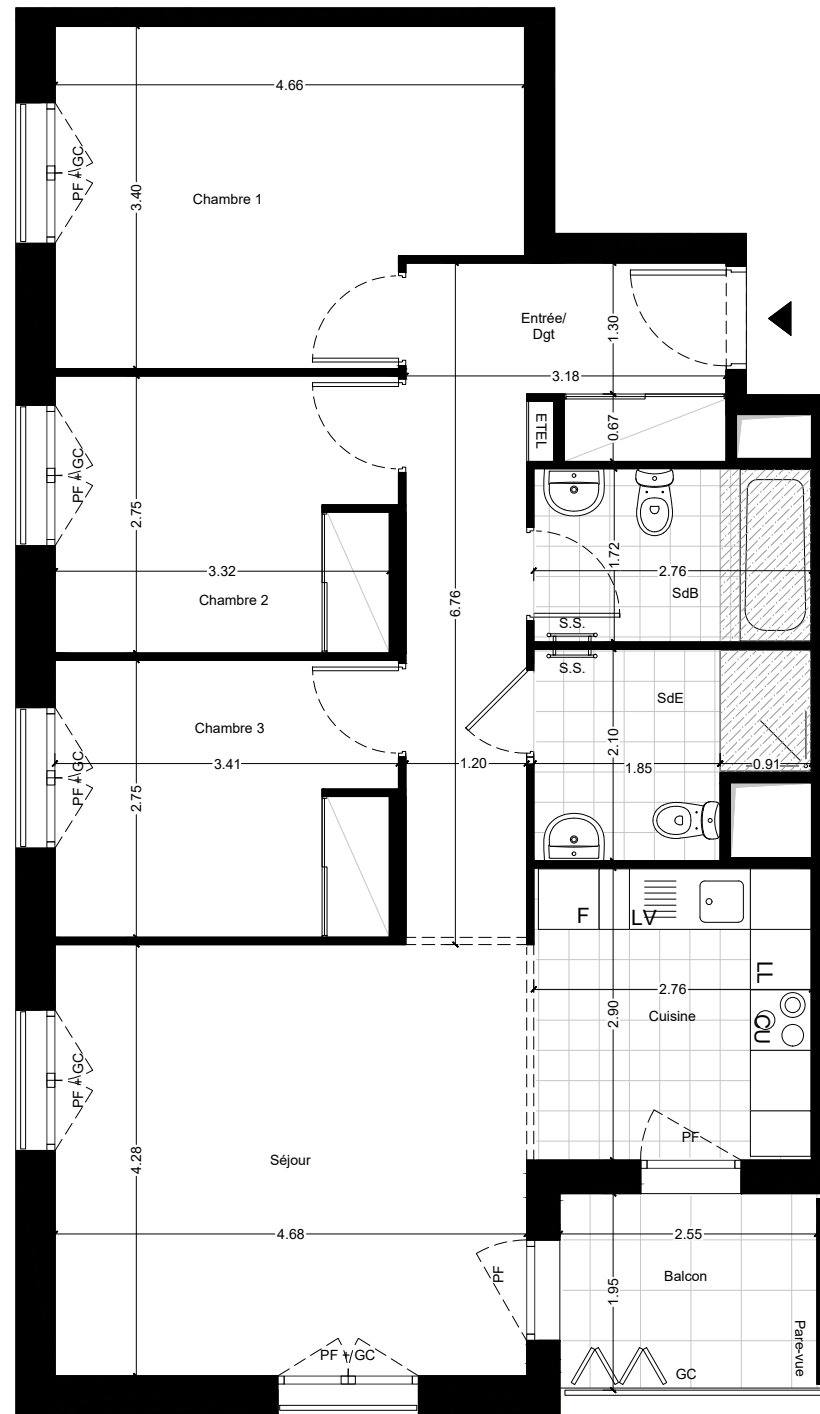 4.66
PF + GC
3.40
Chambre 1
Entrée/
Dgt
1.30
3.18
ETEL
0.67
PF + GC
2.75
3.32
Chambre 2
6.76
1.72
2.76
SdB
S.S.
S.S.
SdE
Chambre 3
2.10
PF + GC
2.75
3.41
1.20
1.85
0.91
F
LV
LL
2.76
2.90
Cuisine
CU
PF + GC
PF
4.28
Séjour
4.68
PF
2.55
Balcon
1.95
Pare-vue
PF + GC
GC